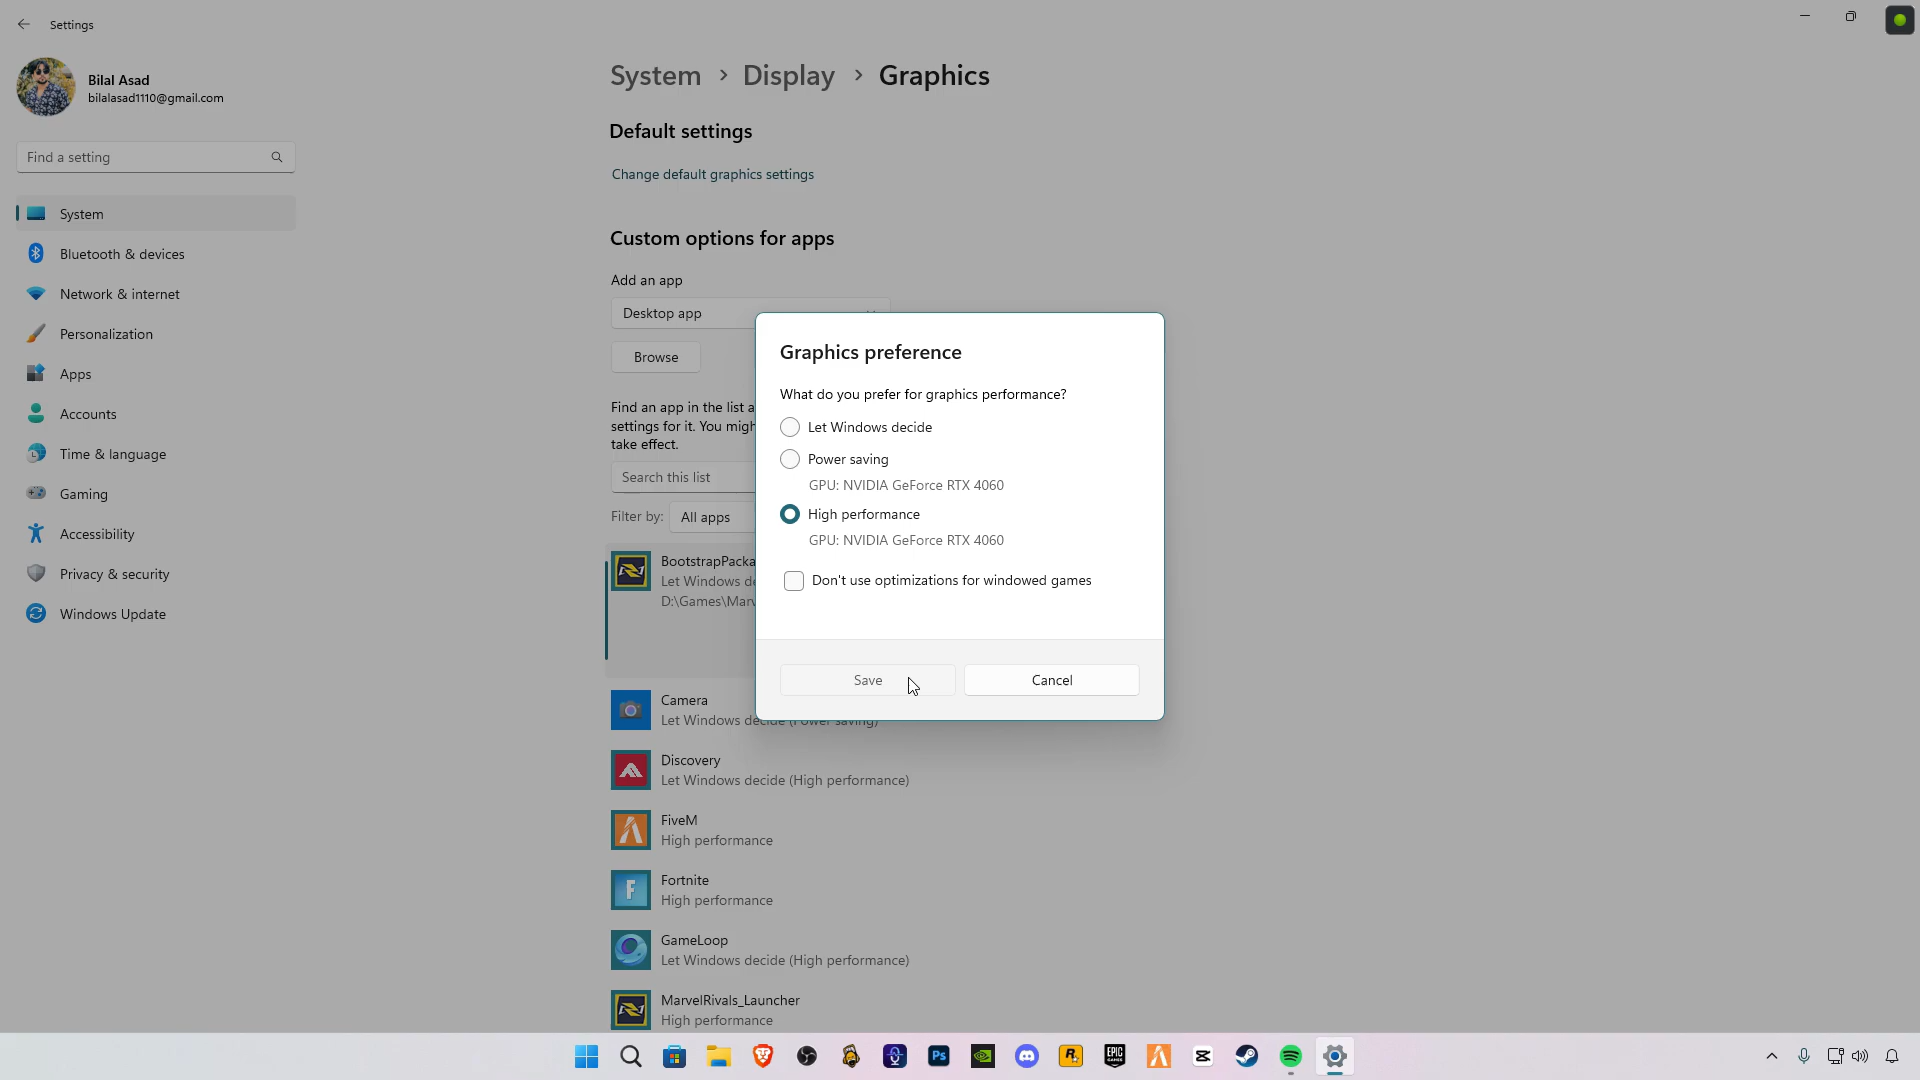 Settings
Bilal Asad
bilalasad1110@gmail.com
Find a setting
System
Bluetooth & devices
Network & internet
Personalization
Apps
Accounts
Time & language
Gaming
Accessibility
Privacy & security
Windows Update
System > Display > Graphics
Default settings
Change default graphics settings
Custom options for apps
Add an app
Desktop app
Browse
Find an app in the list a
settings for it. You migh
take effect.
Search this list
Filter by: All apps
BootstrapPacka
Let Windows de
D:\Games\Marv
Camera
Let Windows decide (Power saving)
Discovery
Let Windows decide (High performance)
FiveM
High performance
Fortnite
High performance
GameLoop
Let Windows decide (High performance)
MarvelRivals_Launcher
High performance
Graphics preference
What do you prefer for graphics performance?
Let Windows decide
Power saving
GPU: NVIDIA GeForce RTX 4060
High performance
GPU: NVIDIA GeForce RTX 4060
Don't use optimizations for windowed games
Save
Cancel
F
Ps
R
EPIC
GAMES